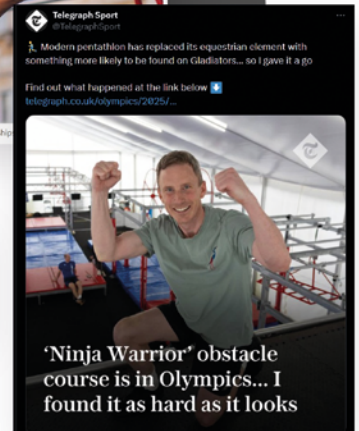 Telegraph Sport
@TelegraphSport
Modern pentathlon has replaced its equestrian element with
something more likely to be found on Gladiators... so I gave it a go
Find out what happened at the link below
telegraph.co.uk/olympics/2025/...
'Ninja Warrior' obstacle
course is in Olympics... I
found it as hard as it looks